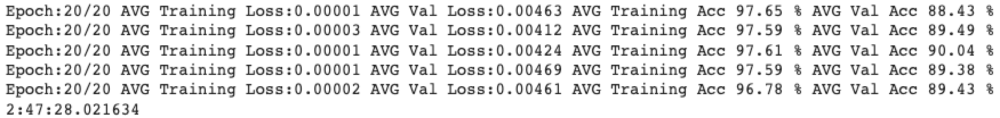 Epoch:20/20 AVG Training Loss:0.00001 AVG Val Loss:0.00463 AVG Training Acc 97.65 % AVG Val Acc 88.43 %
Epoch:20/20 AVG Training Loss:0.00003 AVG Val Loss:0.00412 AVG Training Acc 97.59 % AVG Val Acc 89.49 %
Epoch:20/20 AVG Training Loss:0.00001 AVG Val Loss:0.00424 AVG Training Acc 97.61 % AVG Val Acc 90.04 %
Epoch:20/20 AVG Training Loss:0.00001 AVG Val Loss:0.00469 AVG Training Acc 97.59 % AVG Val Acc 89.38 %
Epoch:20/20 AVG Training Loss:0.00002 AVG Val Loss:0.00461 AVG Training Acc 96.78 % AVG Val Acc 89.43 %
2:47:28.021634